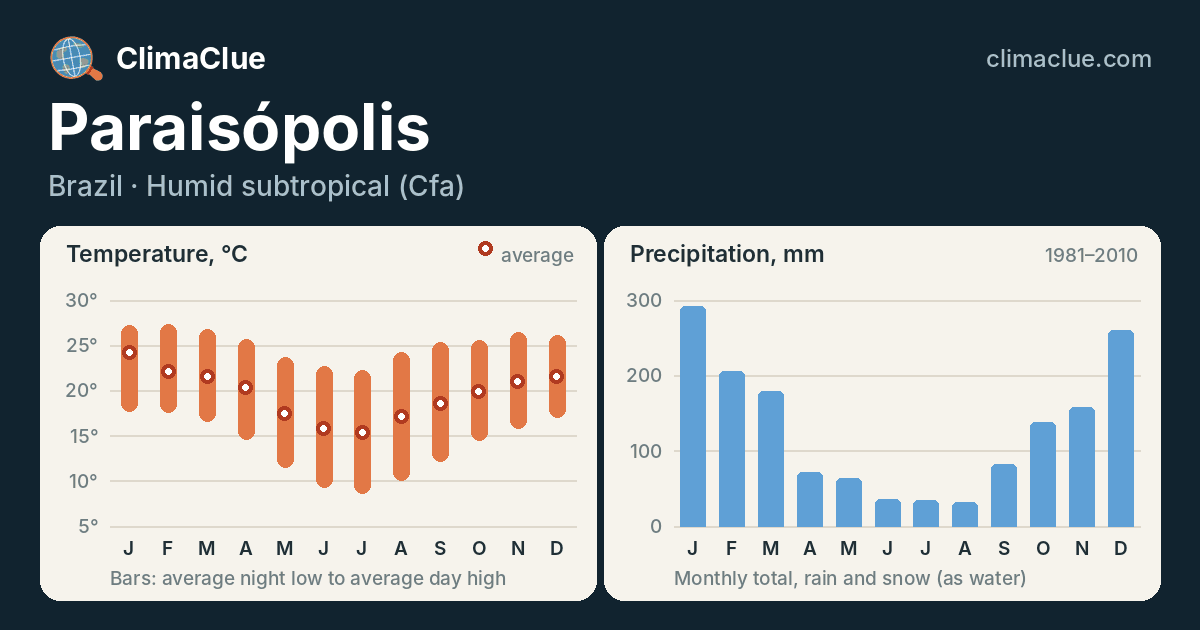 ClimaClue
climaclue.com
Paraisópolis
Brazil · Humid subtropical (Cfa)
Temperature, °C
average
30°
25°
20°
15°
10°
5°
J F M A M J J A S O N D
Bars: average night low to average day high
Precipitation, mm
1981–2010
300
200
100
0
J F M A M J J A S O N D
Monthly total, rain and snow (as water)